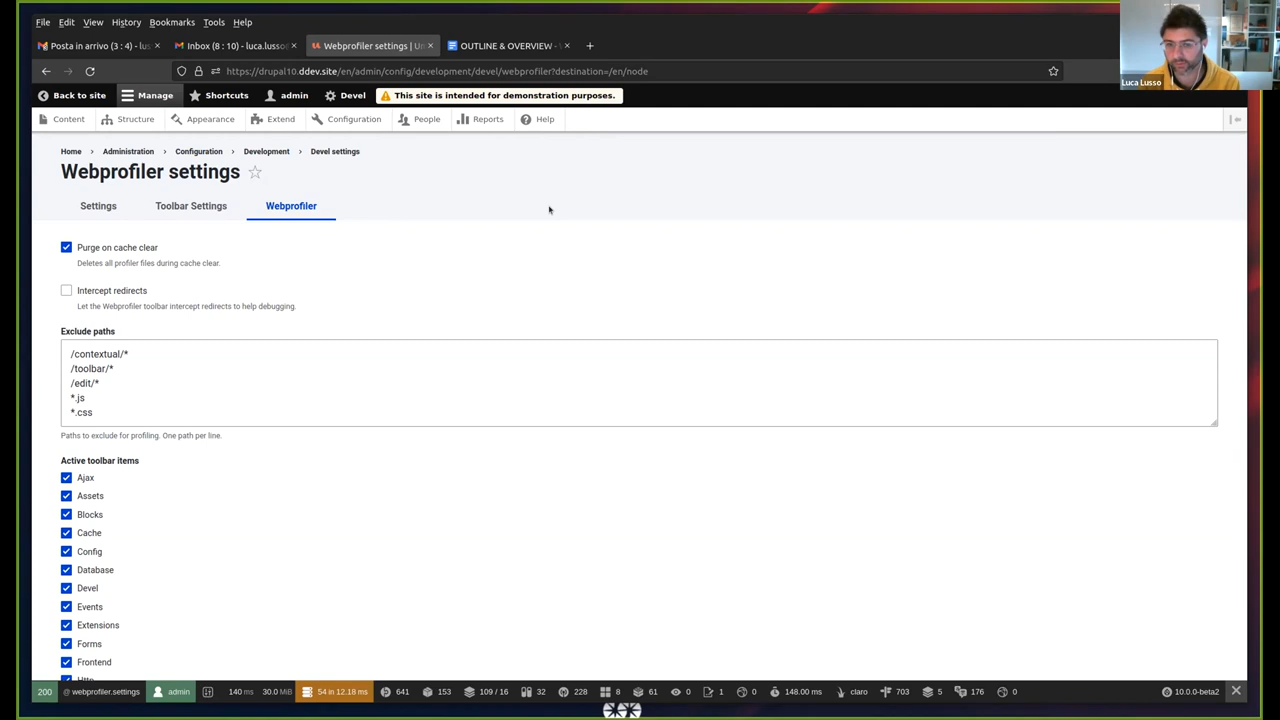 File Edit View History Bookmarks Tools Help
Posta in arrivo (3 : 4) - lus
Inbox (8 : 10) - luca.lusso
Webprofiler settings | Un
OUTLINE & OVERVIEW -
https://drupal10.ddev.site/en/admin/config/development/devel/webprofiler?destination=/en/node
Luca Lusso
Back to site Manage Shortcuts admin Devel This site is intended for demonstration purposes.
Content Structure Appearance Extend Configuration People Reports Help
Home > Administration > Configuration > Development > Devel settings
Webprofiler settings
Settings Toolbar Settings Webprofiler
Purge on cache clear
Deletes all profiler files during cache clear.
Intercept redirects
Let the Webprofiler toolbar intercept redirects to help debugging.
Exclude paths
/contextual/*
/toolbar/*
/edit/*
*.js
*.css
Paths to exclude for profiling. One path per line.
Active toolbar items
Ajax
Assets
Blocks
Cache
Config
Database
Devel
Events
Extensions
Forms
Frontend
Http
200 @ webprofiler.settings admin 140 ms 30.0 MiB 54 in 12.18 ms 641 153 109 / 16 32 228 8 61 0 1 0 148.00 ms claro 703 5 176 0 10.0.0-beta2